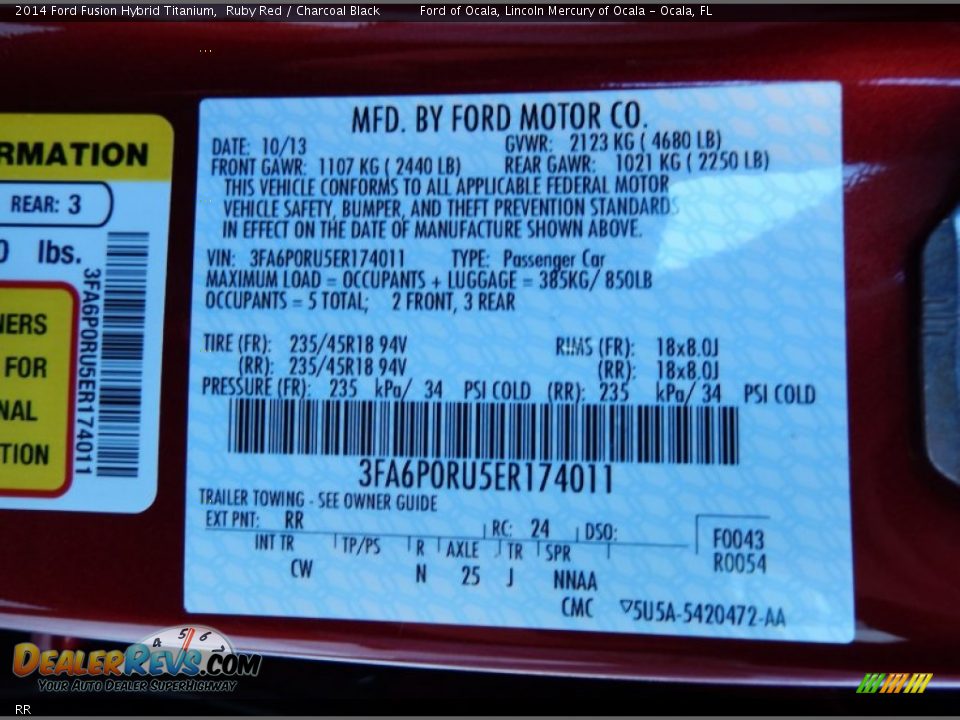 2014 Ford Fusion Hybrid Titanium,  Ruby Red / Charcoal Black
Ford of Ocala, Lincoln Mercury of Ocala - Ocala, FL
...
RMATION
REAR: 3
0 lbs.
3FA6P0RU5ER174011
NERS
FOR
NAL
TION
MFD. BY FORD MOTOR CO.
DATE: 10/13 GVWR: 2123 KG ( 4680 LB)
FRONT GAWR: 1107 KG ( 2440 LB) REAR GAWR: 1021 KG ( 2250 LB)
THIS VEHICLE CONFORMS TO ALL APPLICABLE FEDERAL MOTOR
VEHICLE SAFETY, BUMPER, AND THEFT PREVENTION STANDARDS
IN EFFECT ON THE DATE OF MANUFACTURE SHOWN ABOVE.
VIN: 3FA6P0RU5ER174011 TYPE: Passenger Car
MAXIMUM LOAD = OCCUPANTS + LUGGAGE = 385KG/ 850LB
OCCUPANTS = 5 TOTAL; 2 FRONT, 3 REAR
TIRE (FR): 235/45R18 94V RIMS (FR): 18x8.0J
(RR): 235/45R18 94V (RR): 18x8.0J
PRESSURE (FR): 235 kPa/ 34 PSI COLD (RR): 235 kPa/ 34 PSI COLD
3FA6P0RU5ER174011
TRAILER TOWING - SEE OWNER GUIDE
EXT PNT: RR RC: 24 DSO: F0043
INT TR TP/PS R AXLE TR SPR R0054
CW N 25 J NNAA
CMC ▽5U5A-5420472-AA
4 5 6
DEALERREVS.COM
YOUR AUTO DEALER SUPERHIGHWAY
RR